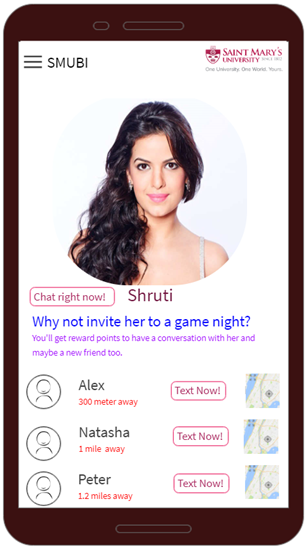 SMUBI
SAINT MARY'S
UNIVERSITY SINCE 1802
One University. One World. Yours.
Chat right now!
Shruti
Why not invite her to a game night?
You'll get reward points to have a conversation with her and
maybe a new friend too.
Alex
300 meter away
Text Now!
Natasha
1 mile away
Text Now!
Peter
1.2 miles away
Text Now!